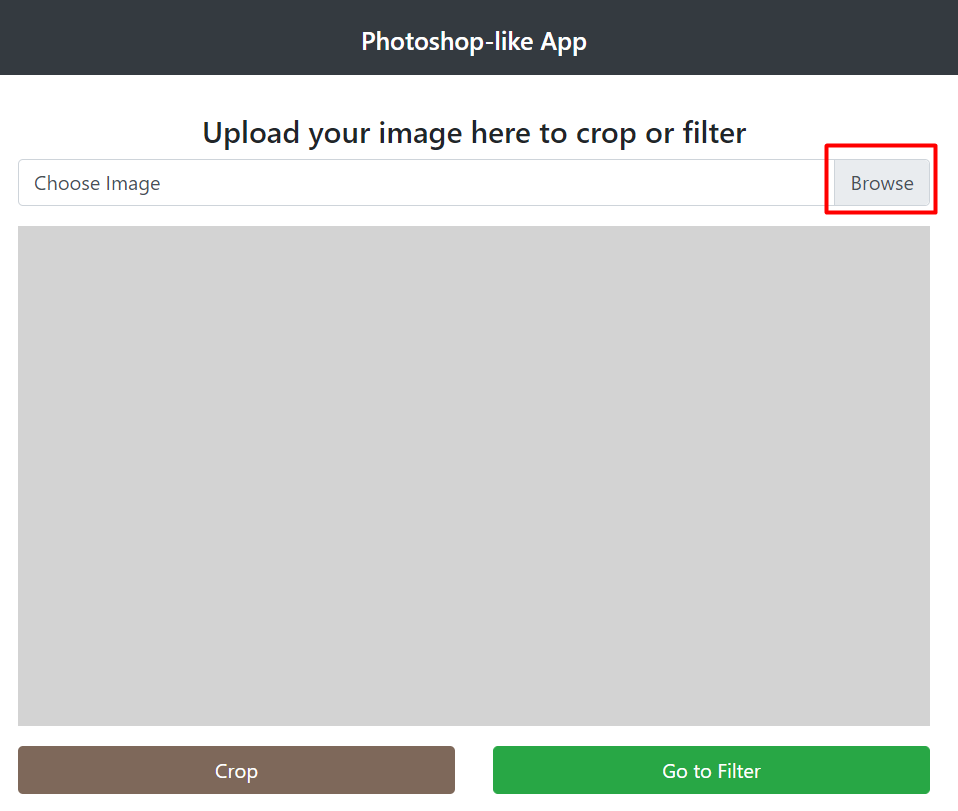 Photoshop-like App
Upload your image here to crop or filter
Choose Image Browse
Crop Go to Filter